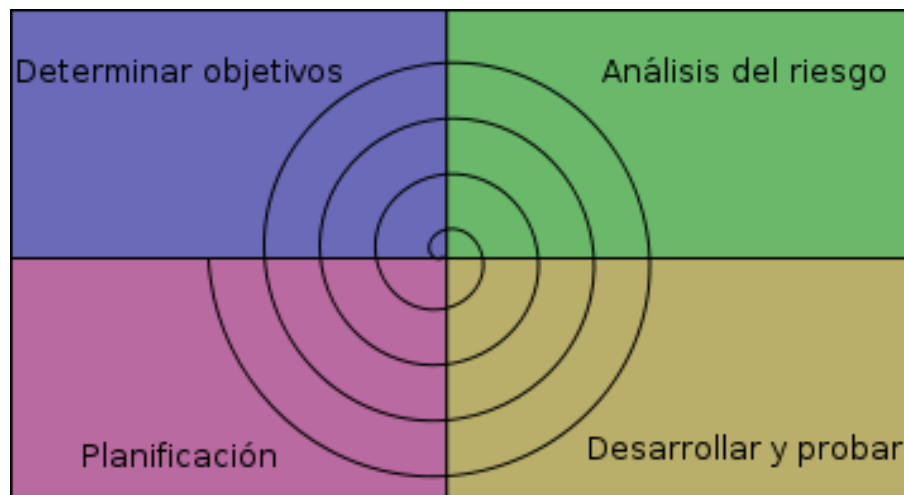 Determinar objetivos
Análisis del riesgo
Planificación
Desarrollar y probar